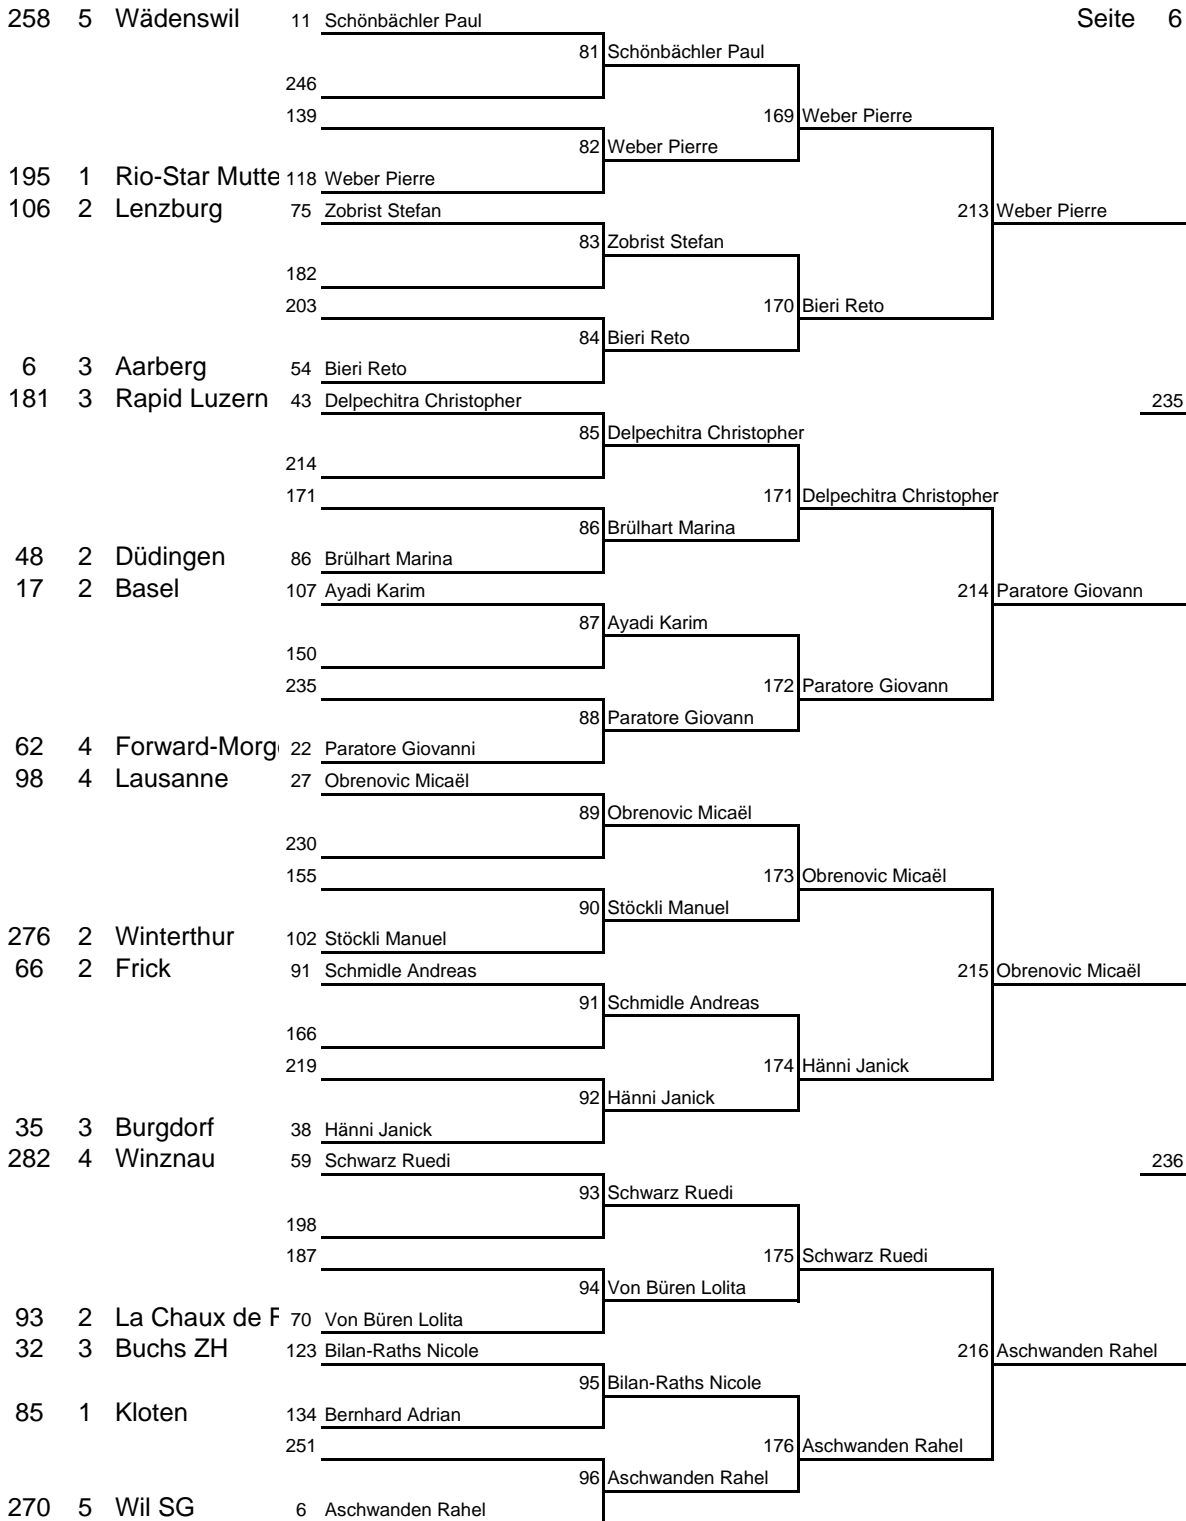 258 5 Wädenswil 11 Schönbächler Paul Seite 6
81 Schönbächler Paul
246
139 169 Weber Pierre
82 Weber Pierre
195 1 Rio-Star Mutte 118 Weber Pierre
106 2 Lenzburg 75 Zobrist Stefan 213 Weber Pierre
83 Zobrist Stefan
182
203 170 Bieri Reto
84 Bieri Reto
6 3 Aarberg 54 Bieri Reto
181 3 Rapid Luzern 43 Delpechitra Christopher 235
85 Delpechitra Christopher
214
171 171 Delpechitra Christopher
86 Brülhart Marina
48 2 Düdingen 86 Brülhart Marina
17 2 Basel 107 Ayadi Karim 214 Paratore Giovann
87 Ayadi Karim
150
235 172 Paratore Giovann
88 Paratore Giovann
62 4 Forward-Morg 22 Paratore Giovanni
98 4 Lausanne 27 Obrenovic Micaël
89 Obrenovic Micaël
230
155 173 Obrenovic Micaël
90 Stöckli Manuel
276 2 Winterthur 102 Stöckli Manuel
66 2 Frick 91 Schmidle Andreas 215 Obrenovic Micaël
91 Schmidle Andreas
166
219 174 Hänni Janick
92 Hänni Janick
35 3 Burgdorf 38 Hänni Janick
282 4 Winznau 59 Schwarz Ruedi 236
93 Schwarz Ruedi
198
187 175 Schwarz Ruedi
94 Von Büren Lolita
93 2 La Chaux de F 70 Von Büren Lolita
32 3 Buchs ZH 123 Bilan-Raths Nicole 216 Aschwanden Rahel
95 Bilan-Raths Nicole
85 1 Kloten 134 Bernhard Adrian
251 176 Aschwanden Rahel
96 Aschwanden Rahel
270 5 Wil SG 6 Aschwanden Rahel